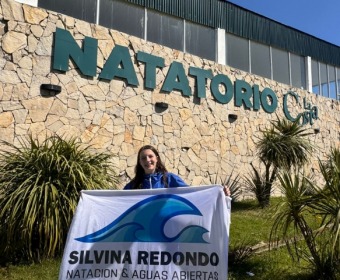 NATATORIO
SILVINA REDONDO
NATACION & AGUAS ABIERTAS